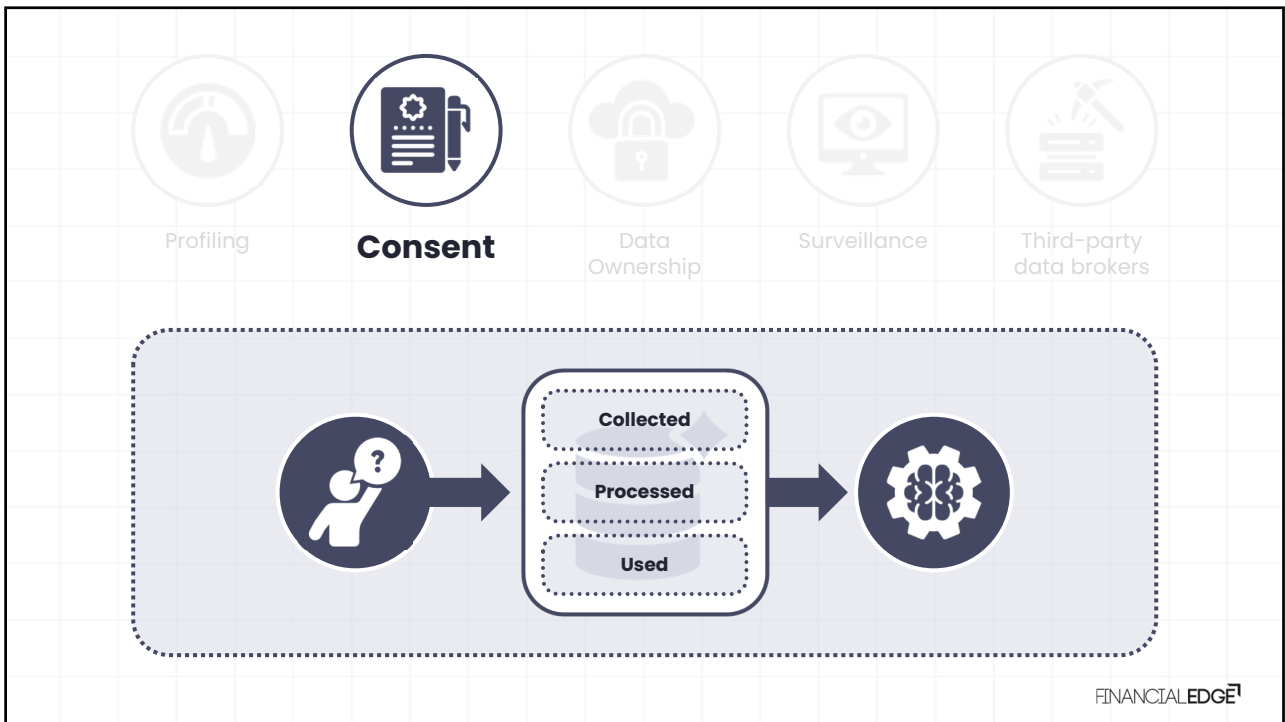 Profiling
Consent
Data
Ownership
Surveillance
Third-party
data brokers
?
Collected
Processed
Used
FINANCIALEDGE